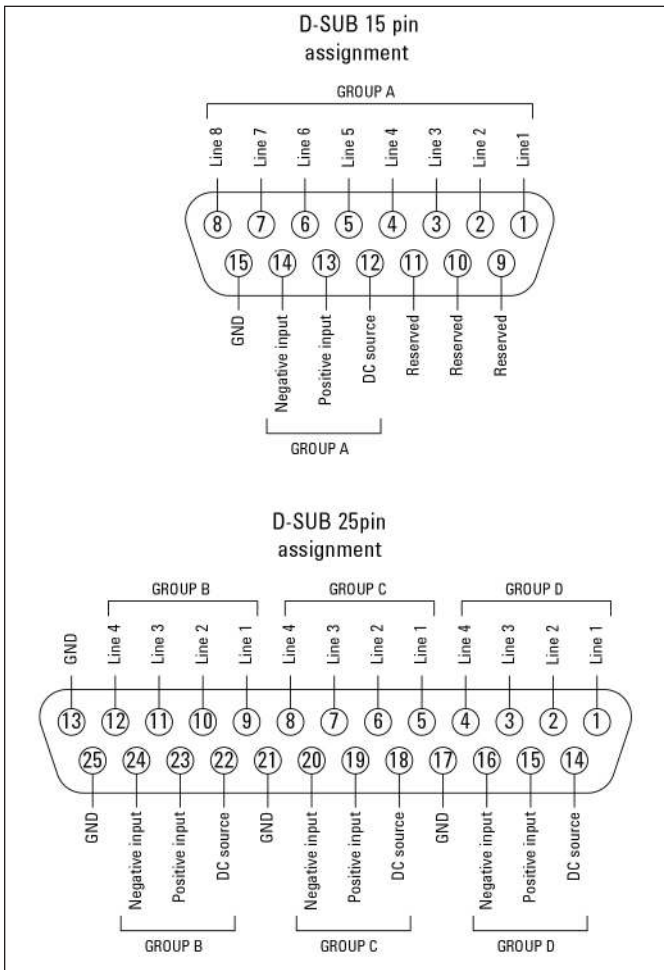 D-SUB 15 pin
assignment
GROUP A
Line 8
Line 7
Line 6
Line 5
Line 4
Line 3
Line 2
Line1
8
7
6
5
4
3
2
1
15
14
13
12
11
10
9
GND
Negative input
Positive input
DC source
Reserved
Reserved
Reserved
GROUP A
D-SUB 25pin
assignment
GROUP B
GROUP C
GROUP D
GND
Line 4
Line 3
Line 2
Line 1
Line 4
Line 3
Line 2
Line 1
Line 4
Line 3
Line 2
Line 1
13
12
11
10
9
8
7
6
5
4
3
2
1
25
24
23
22
21
20
19
18
17
16
15
14
GND
Negative input
Positive input
DC source
GND
Negative input
Positive input
DC source
GND
Negative input
Positive input
DC source
GROUP B
GROUP C
GROUP D